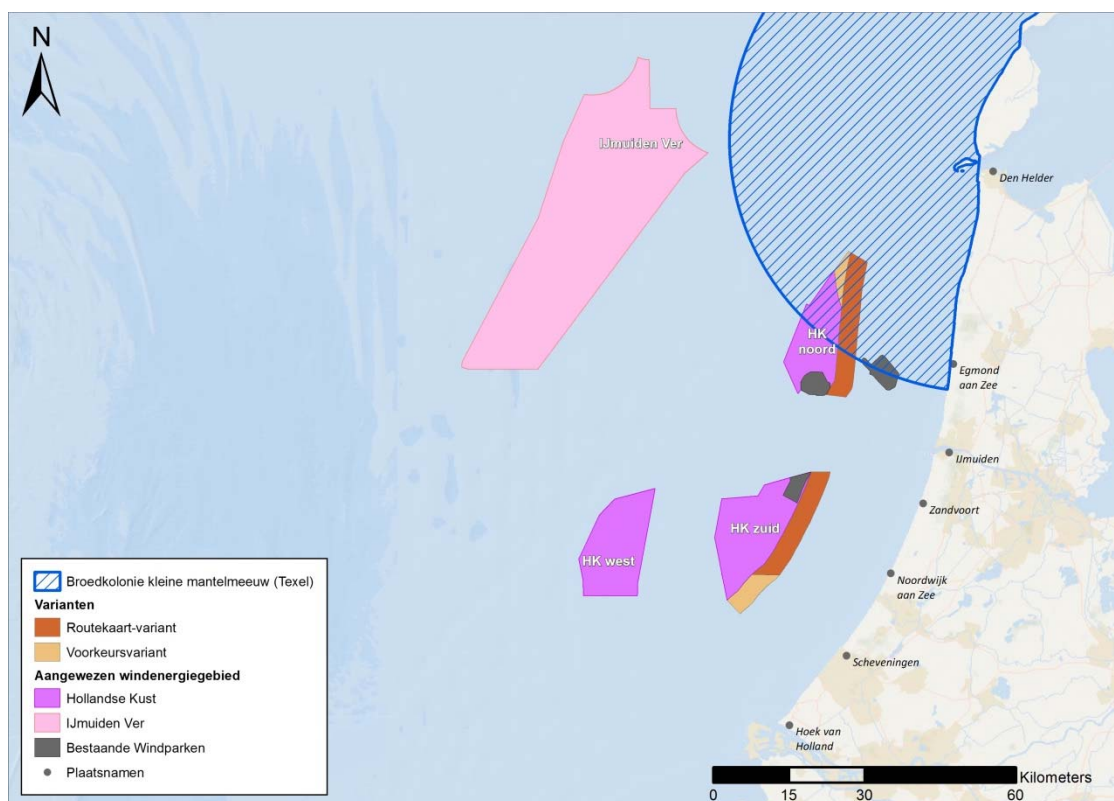 N
IJmuiden Ver
Den Helder
HK
noord
Egmond
aan Zee
IJmuiden
Zandvoort
HK zuid
HK west
Noordwijk
aan Zee
Scheveningen
Hoek van
Holland
Broedkolonie kleine mantelmeeuw (Texel)
Varianten
Routekaart-variant
Voorkeursvariant
Aangewezen windenergiegebied
Hollandse Kust
IJmuiden Ver
Bestaande Windparken
Plaatsnamen
Kilometers
0 15 30 60